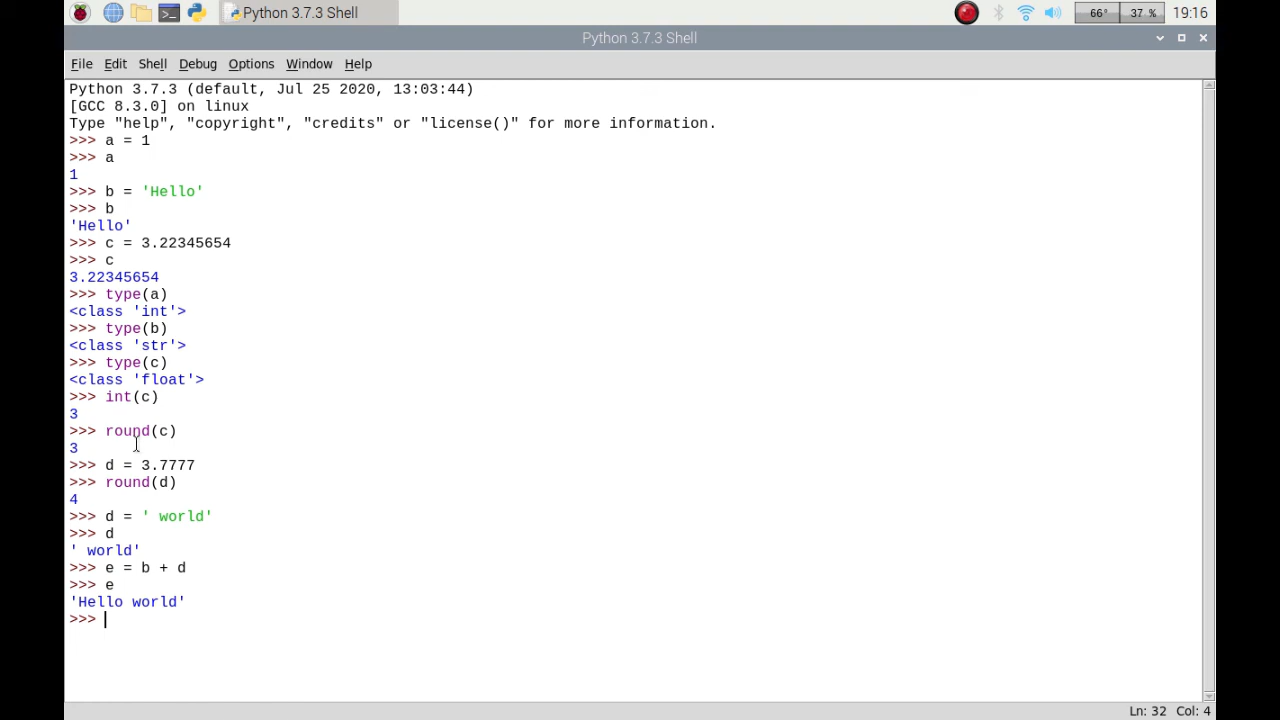 Python 3.7.3 Shell
66° 37 % 19:16
Python 3.7.3 Shell
File Edit Shell Debug Options Window Help
Python 3.7.3 (default, Jul 25 2020, 13:03:44)
[GCC 8.3.0] on linux
Type "help", "copyright", "credits" or "license()" for more information.
>>> a = 1
>>> a
1
>>> b = 'Hello'
>>> b
'Hello'
>>> c = 3.22345654
>>> c
3.22345654
>>> type(a)
<class 'int'>
>>> type(b)
<class 'str'>
>>> type(c)
<class 'float'>
>>> int(c)
3
>>> round(c)
3
>>> d = 3.7777
>>> round(d)
4
>>> d = ' world'
>>> d
' world'
>>> e = b + d
>>> e
'Hello world'
>>>
Ln: 32 Col: 4